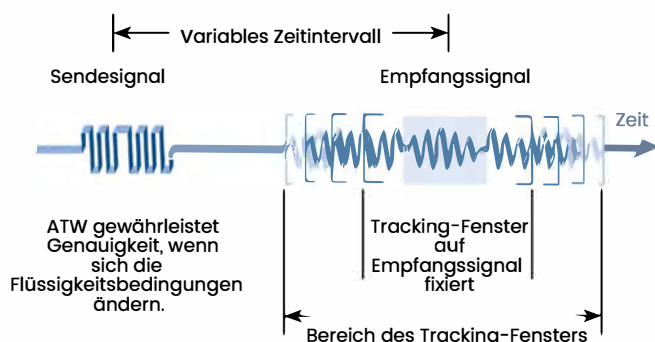 Variables Zeitintervall
Sendesignal
Empfangssignal
Zeit
ATW gewährleistet
Genauigkeit, wenn
sich die
Flüssigkeitsbedingungen
ändern.
Tracking-Fenster
auf
Empfangssignal
fixiert
Bereich des Tracking-Fensters